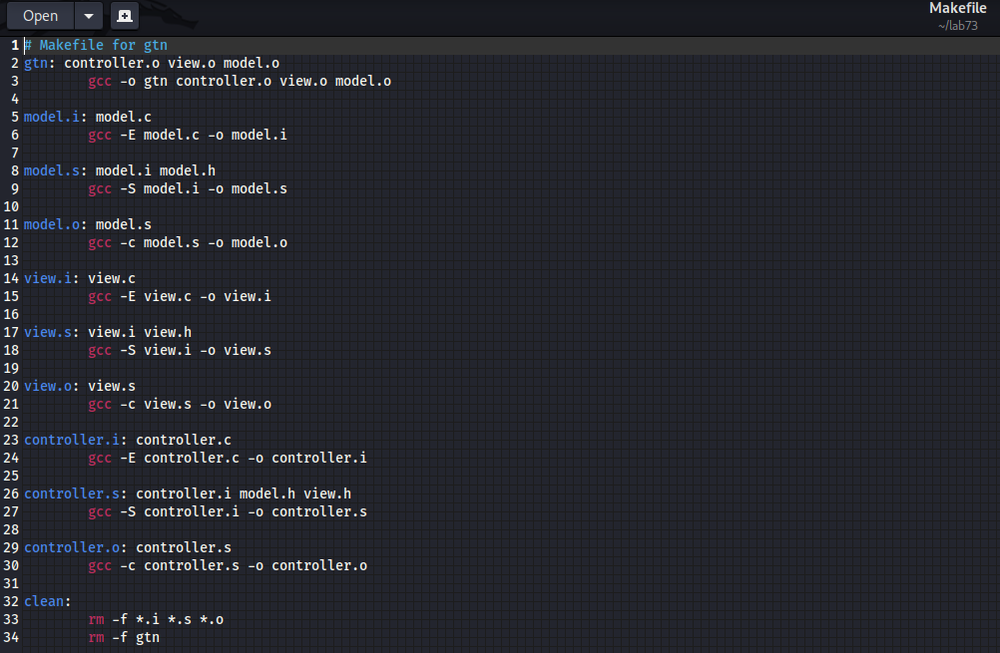 Open
Makefile
~/lab73
1 # Makefile for gtn
2 gtn: controller.o view.o model.o
3 gcc -o gtn controller.o view.o model.o
4
5 model.i: model.c
6 gcc -E model.c -o model.i
7
8 model.s: model.i model.h
9 gcc -S model.i -o model.s
10
11 model.o: model.s
12 gcc -c model.s -o model.o
13
14 view.i: view.c
15 gcc -E view.c -o view.i
16
17 view.s: view.i view.h
18 gcc -S view.i -o view.s
19
20 view.o: view.s
21 gcc -c view.s -o view.o
22
23 controller.i: controller.c
24 gcc -E controller.c -o controller.i
25
26 controller.s: controller.i model.h view.h
27 gcc -S controller.i -o controller.s
28
29 controller.o: controller.s
30 gcc -c controller.s -o controller.o
31
32 clean:
33 rm -f *.i *.s *.o
34 rm -f gtn